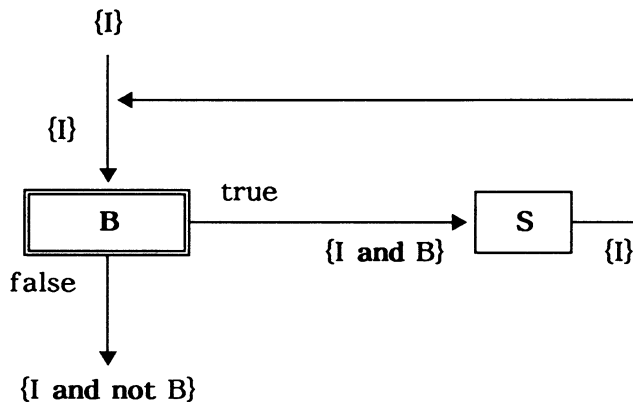 {I}
{I}
true
B
S
{I and B}
{I}
false
{I and not B}